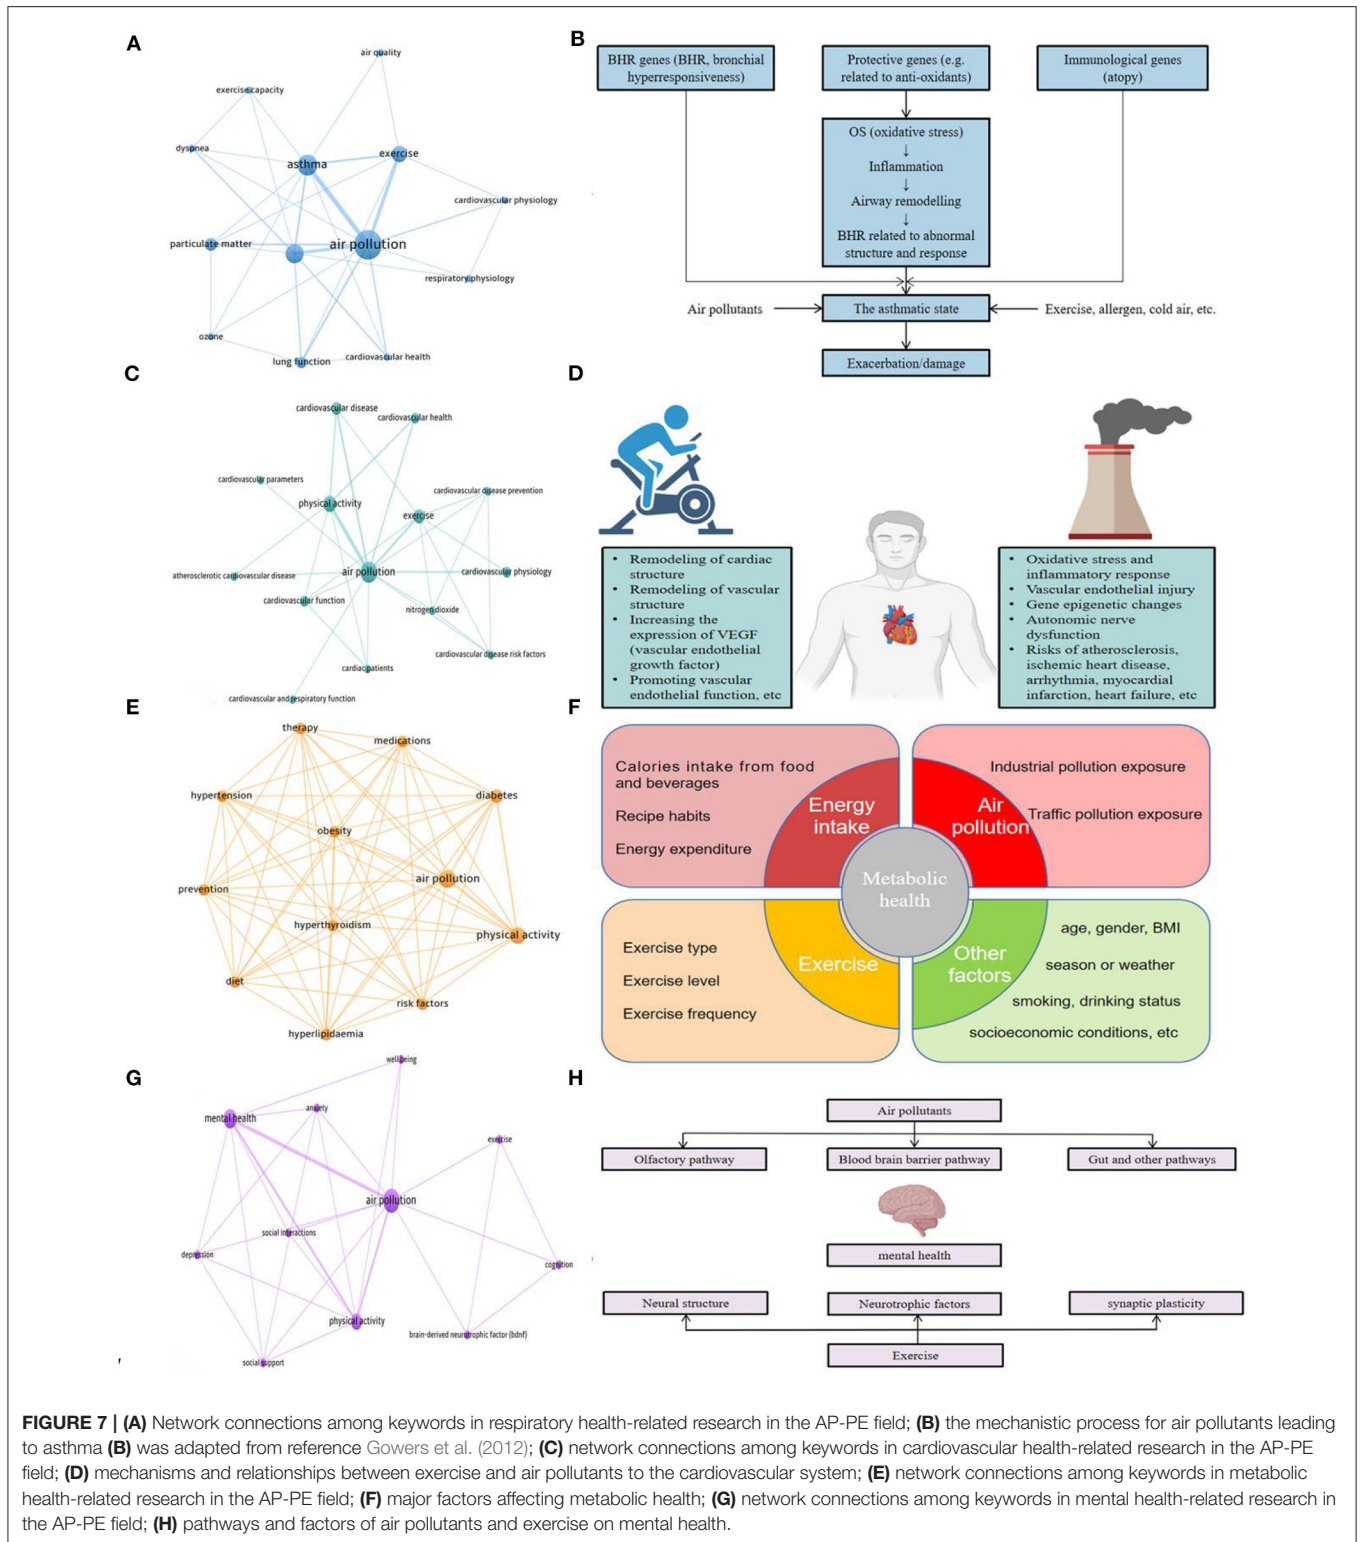 A
air quality
exercise capacity
dyspnea
asthma
exercise
cardiovascular physiology
particulate matter
air pollution
respiratory physiology
ozone
lung function
cardiovascular health
B
BHR genes (BHR, bronchial
hyperresponsiveness)
Protective genes (e.g.
related to anti-oxidants)
Immunological genes
(atopy)
OS (oxidative stress)
↓
Inflammation
↓
Airway remodelling
↓
BHR related to abnormal
structure and response
Air pollutants
The asthmatic state
Exercise, allergen, cold air, etc.
Exacerbation/damage
C
cardiovascular disease
cardiovascular health
cardiovascular parameters
cardiovascular disease prevention
physical activity
exercise
atherosclerotic cardiovascular disease
air pollution
cardiovascular physiology
cardiovascular function
nitrogen dioxide
cardiovascular disease risk factors
cardiac patients
cardiovascular and respiratory function
D
• Remodeling of cardiac
structure
• Remodeling of vascular
structure
• Increasing the
expression of VEGF
(vascular endothelial
growth factor)
• Promoting vascular
endothelial function, etc
• Oxidative stress and
inflammatory response
• Vascular endothelial injury
• Gene epigenetic changes
• Autonomic nerve
dysfunction
• Risks of atherosclerosis,
ischemic heart disease,
arrhythmia, myocardial
infarction, heart failure, etc
E
therapy
medications
hypertension
diabetes
obesity
air pollution
prevention
hyperthyroidism
physical activity
diet
risk factors
hyperlipidaemia
F
Calories intake from food
and beverages
Recipe habits
Energy expenditure
Energy
intake
Air
pollution
Industrial pollution exposure
Traffic pollution exposure
Metabolic
health
Exercise type
Exercise level
Exercise frequency
Exercise
Other
factors
age, gender, BMI
season or weather
smoking, drinking status
socioeconomic conditions, etc
G
well-being
mental health
anxiety
exercise
air pollution
social interactions
depression
cognition
physical activity
brain-derived neurotrophic factor (bdnf)
social support
H
Air pollutants
Olfactory pathway
Blood brain barrier pathway
Gut and other pathways
mental health
Neural structure
Neurotrophic factors
synaptic plasticity
Exercise
FIGURE 7 | (A) Network connections among keywords in respiratory health-related research in the AP-PE field; (B) the mechanistic process for air pollutants leading
to asthma (B) was adapted from reference Gowers et al. (2012); (C) network connections among keywords in cardiovascular health-related research in the AP-PE
field; (D) mechanisms and relationships between exercise and air pollutants to the cardiovascular system; (E) network connections among keywords in metabolic
health-related research in the AP-PE field; (F) major factors affecting metabolic health; (G) network connections among keywords in mental health-related research in
the AP-PE field; (H) pathways and factors of air pollutants and exercise on mental health.